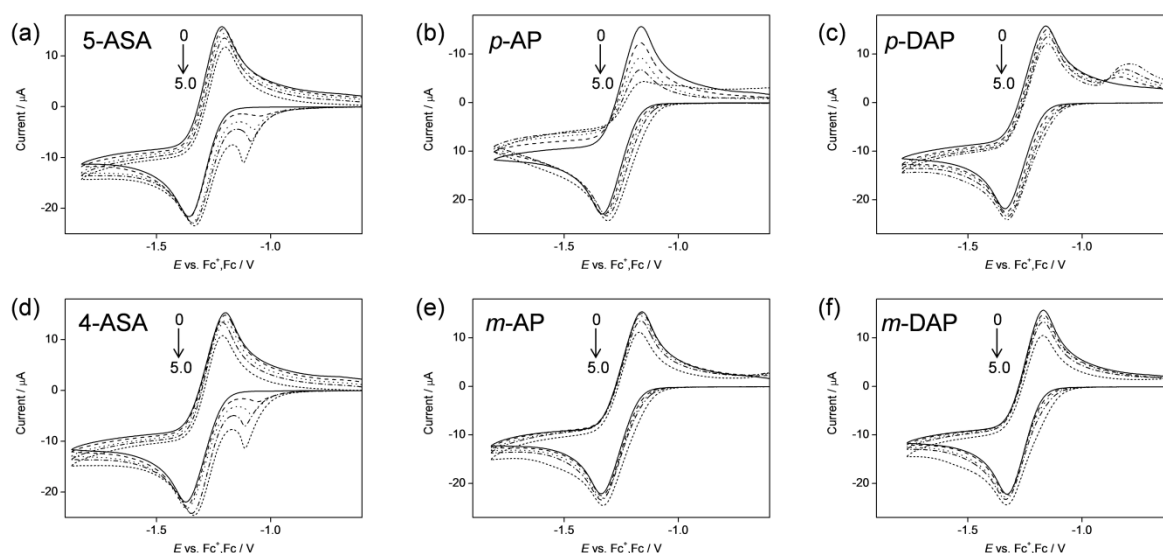 (a)
5-ASA
0
5.0
10
0
-10
-20
Current / µA
-1.5
-1.0
E vs. Fc⁺,Fc / V
(b)
p-AP
0
5.0
-10
0
10
20
Current / µA
-1.5
-1.0
E vs. Fc⁺,Fc / V
(c)
p-DAP
0
5.0
10
0
-10
-20
Current / µA
-1.5
-1.0
E vs. Fc⁺,Fc / V
(d)
4-ASA
0
5.0
10
0
-10
-20
Current / µA
-1.5
-1.0
E vs. Fc⁺,Fc / V
(e)
m-AP
0
5.0
10
0
-10
-20
Current / µA
-1.5
-1.0
E vs. Fc⁺,Fc / V
(f)
m-DAP
0
5.0
10
0
-10
-20
Current / µA
-1.5
-1.0
E vs. Fc⁺,Fc / V